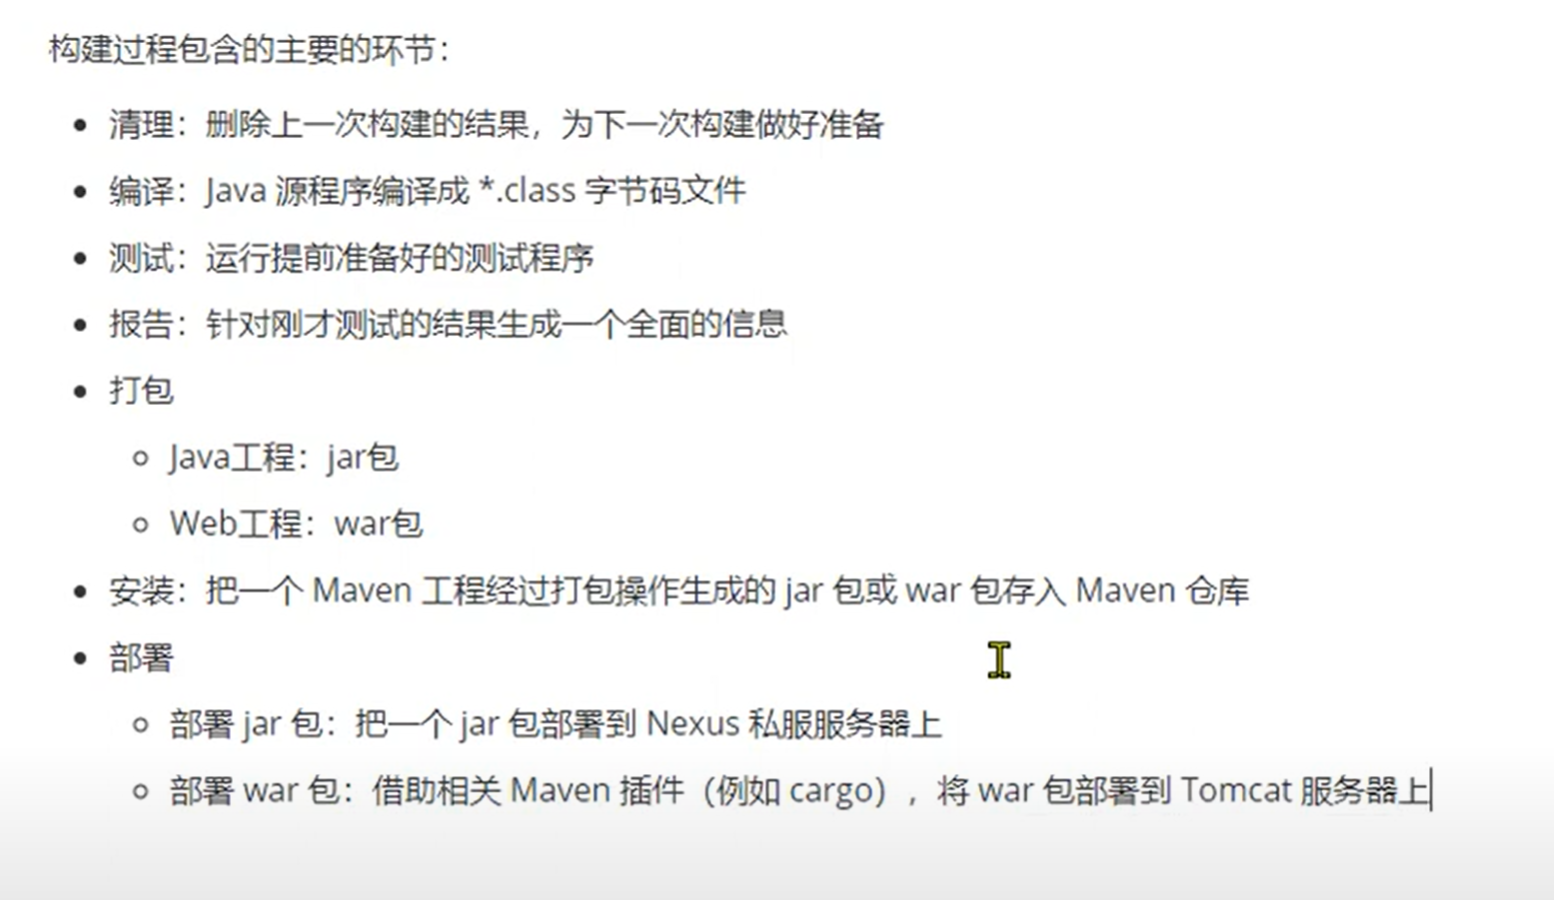 构建过程包含的主要的环节：
清理：删除上一次构建的结果，为下一次构建做好准备
编译：Java 源程序编译成 *.class 字节码文件
测试：运行提前准备好的测试程序
报告：针对刚才测试的结果生成一个全面的信息
打包
Java工程：jar包
Web工程：war包
安装：把一个 Maven 工程经过打包操作生成的 jar 包或 war 包存入 Maven 仓库
部署
部署 jar 包：把一个 jar 包部署到 Nexus 私服服务器上
部署 war 包：借助相关 Maven 插件（例如 cargo），将 war 包部署到 Tomcat 服务器上